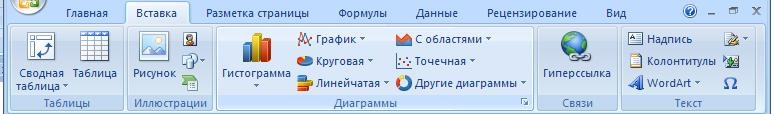 Главная Вставка Разметка страницы Формулы Данные Рецензирование Вид
Сводная таблица
Таблица
Таблицы
Рисунок
Иллюстрации
Гистограмма
График
Круговая
Линейчатая
С областями
Точечная
Другие диаграммы
Диаграммы
Гиперссылка
Связи
Надпись
Колонтитулы
WordArt
Ω
Текст